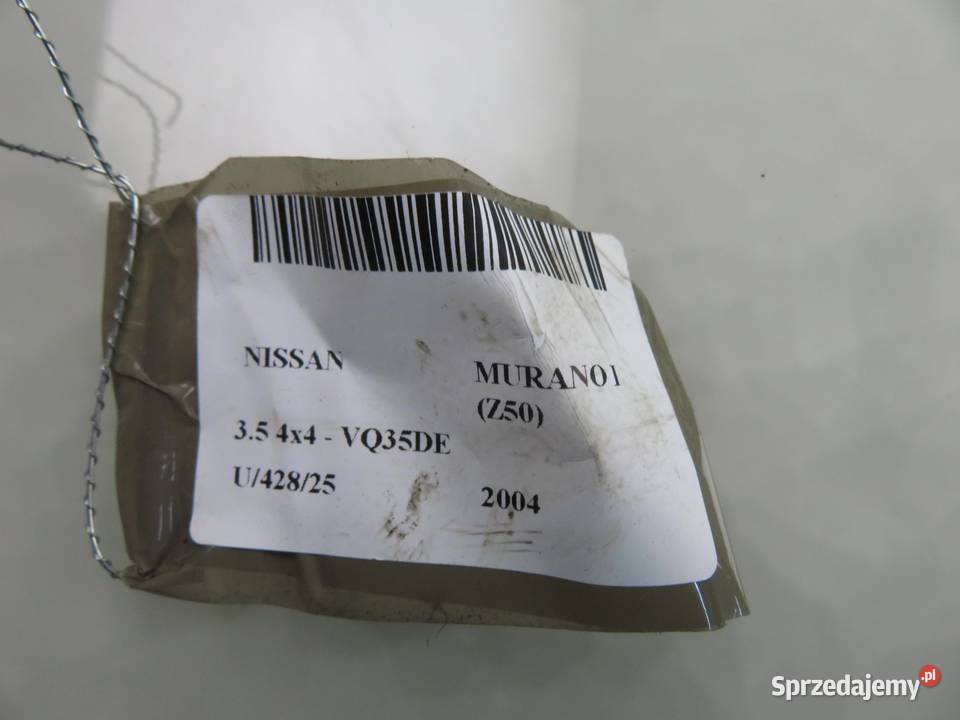 NISSAN MURANO I
(Z50)
3.5 4x4 - VQ35DE
U/428/25 2004
Sprzedajemy.pl